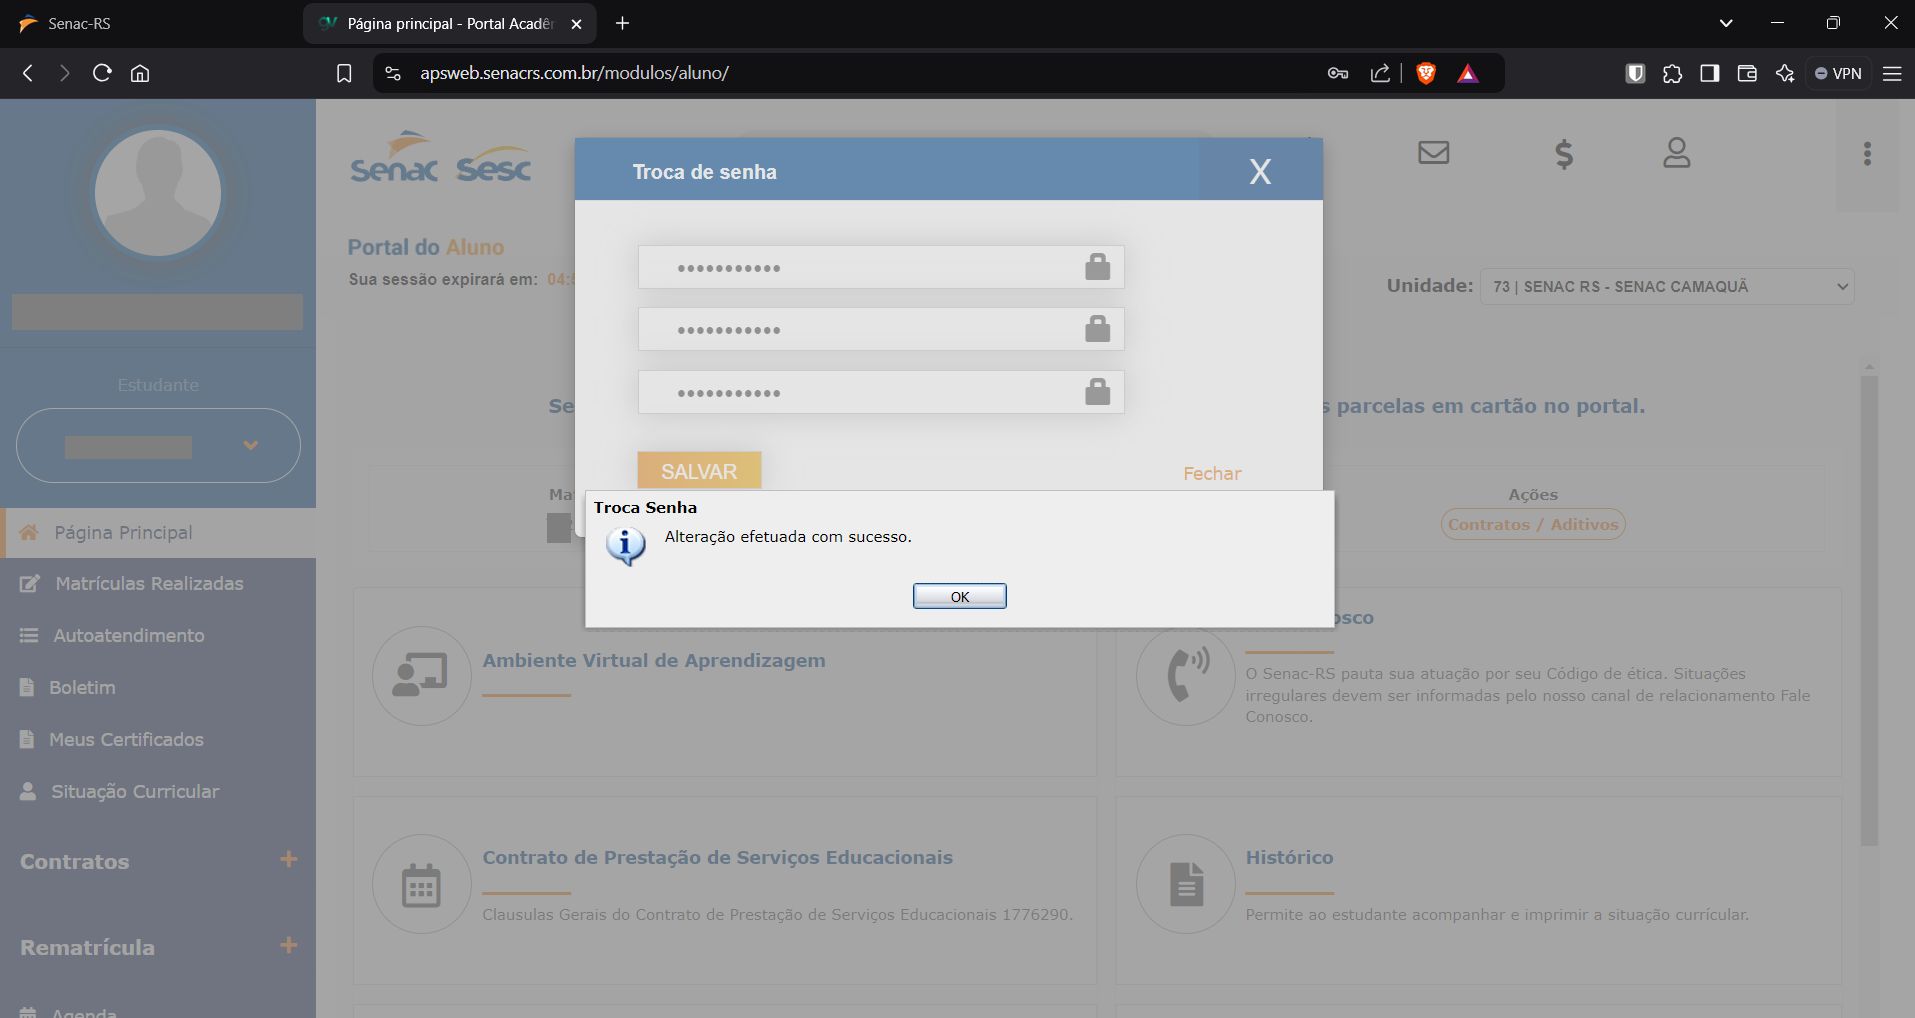 Senac-RS
Página principal - Portal Acadêr
apsweb.senacrs.com.br/modulos/aluno/
VPN
Senac Sesc
Troca de senha
X
Portal do Aluno
Sua sessão expirará em: 04:
Unidade: 73 | SENAC RS - SENAC CAMAQUÃ
Estudante
Se
s parcelas em cartão no portal.
SALVAR
Fechar
Ma
Ações
Contratos / Aditivos
Troca Senha
Alteração efetuada com sucesso.
OK
Página Principal
Matrículas Realizadas
Autoatendimento
Boletim
Meus Certificados
Situação Curricular
Contratos +
Rematrícula +
Agenda
Ambiente Virtual de Aprendizagem
osco
O Senac-RS pauta sua atuação por seu Código de ética. Situações
irregulares devem ser informadas pelo nosso canal de relacionamento Fale
Conosco.
Contrato de Prestação de Serviços Educacionais
Clausulas Gerais do Contrato de Prestação de Serviços Educacionais 1776290.
Histórico
Permite ao estudante acompanhar e imprimir a situação curricular.